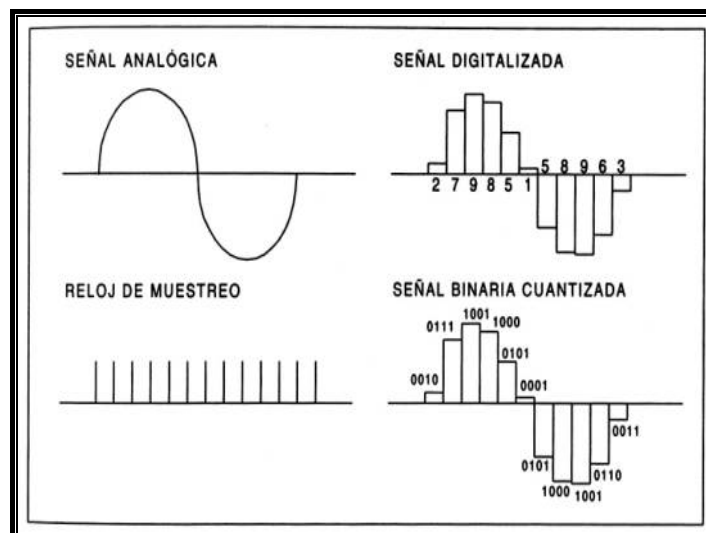 SEÑAL ANALÓGICA
SEÑAL DIGITALIZADA
5 8 9 6 3
2 7 9 8 5 1
RELOJ DE MUESTREO
SEÑAL BINARIA CUANTIZADA
1001
0111
1000
0101
0010
0001
0011
0101
0110
1000
1001